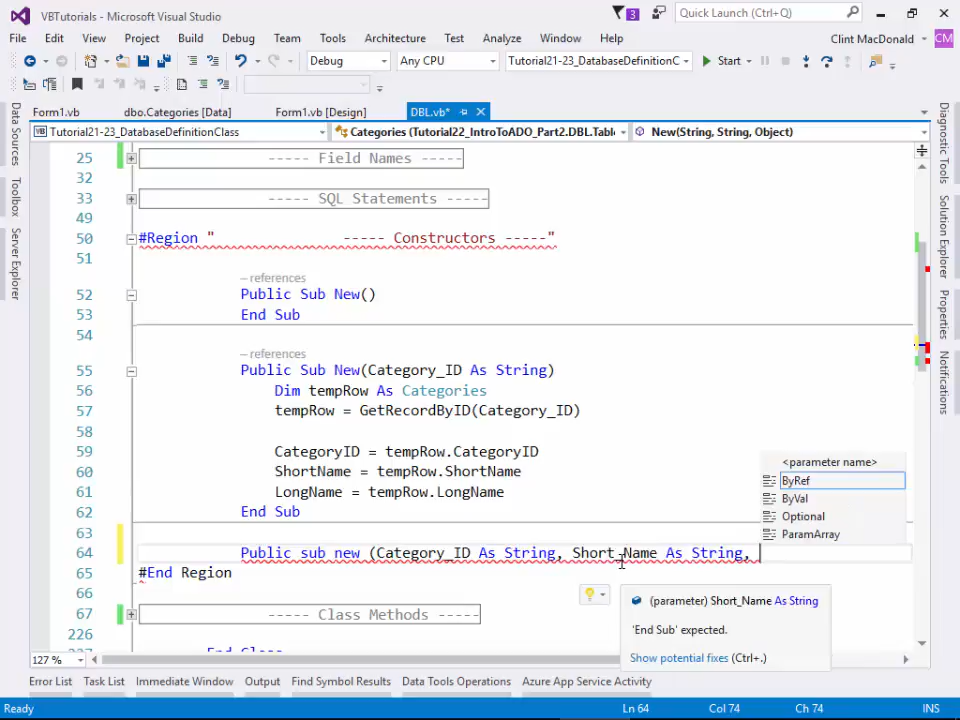 VBTutorials - Microsoft Visual Studio
3
Quick Launch (Ctrl+Q)
File Edit View Project Build Debug Team Tools Architecture Test Analyze Window Help
Clint MacDonald CM
Debug Any CPU Tutorial21-23_DatabaseDefinitionC Start
Form1.vb dbo.Categories [Data] Form1.vb [Design] DBL.vb*
Tutorial21-23_DatabaseDefinitionClass Categories (Tutorial22_IntroToADO_Part2.DBL.Table New(String, String, Object)
Data Sources
Toolbox
Server Explorer
25 ----- Field Names -----
32
33 ----- SQL Statements -----
49
50 #Region " ----- Constructors -----"
51
– references
52 Public Sub New()
53 End Sub
54
– references
55 Public Sub New(Category_ID As String)
56 Dim tempRow As Categories
57 tempRow = GetRecordByID(Category_ID)
58
59 CategoryID = tempRow.CategoryID
60 ShortName = tempRow.ShortName
61 LongName = tempRow.LongName
62 End Sub
63
64 Public sub new (Category_ID As String, Short_Name As String,
65 #End Region
66
67 ----- Class Methods -----
226
End Class
<parameter name>
ByRef
ByVal
Optional
ParamArray
(parameter) Short_Name As String
'End Sub' expected.
Show potential fixes (Ctrl+.)
Diagnostic Tools
Solution Explorer
Properties
Notifications
127 %
Error List Task List Immediate Window Output Find Symbol Results Data Tools Operations Azure App Service Activity
Ready Ln 64 Col 74 Ch 74 INS